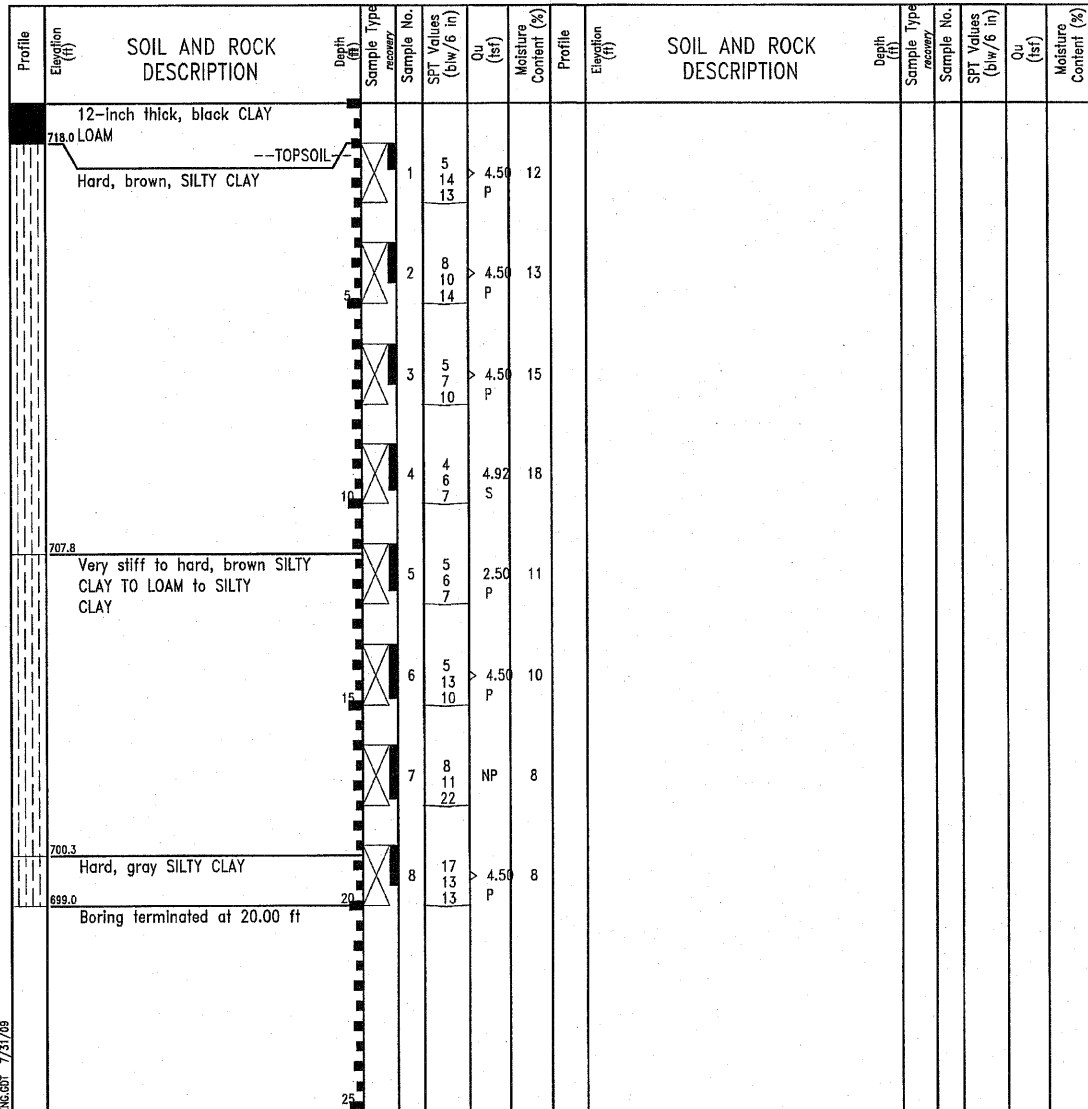 Profile
Elevation (ft)
SOIL AND ROCK
DESCRIPTION
Depth (ft)
Sample Type
recovery
Sample No.
SPT Values (blw/6 in)
Qu (tsf)
Moisture Content (%)
Profile
Elevation (ft)
SOIL AND ROCK
DESCRIPTION
Depth (ft)
Sample Type
recovery
Sample No.
SPT Values (blw/6 in)
Qu (tsf)
Moisture Content (%)
12-inch thick, black CLAY
718.0 LOAM
--TOPSOIL--
Hard, brown, SILTY CLAY
1 5 14 13 > 4.50 P 12
2 8 10 14 > 4.50 P 13
5
3 5 7 10 > 4.50 P 15
4 4 6 7 4.92 S 18
10
707.8
Very stiff to hard, brown SILTY
CLAY TO LOAM to SILTY
CLAY
5 5 6 7 2.50 P 11
6 5 13 10 > 4.50 P 10
15
7 8 11 22 NP 8
700.3
Hard, gray SILTY CLAY
8 17 13 13 > 4.50 P 8
699.0
20
Boring terminated at 20.00 ft
25
NG.GDT 7/31/09